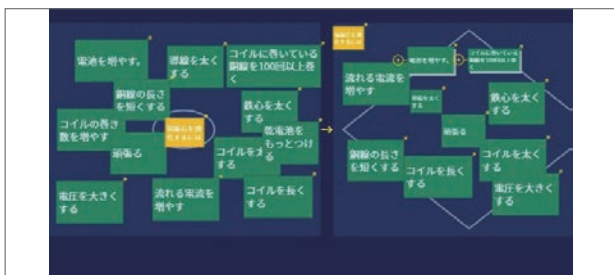 電池を増やす。
導線を太く
する
コイルに巻いている
銅線を100回以上巻
く
銅線の長さ
を短くする
鉄心を太く
する
コイルの巻き
数を増やす
乾電池を
もっとつけ
る
頑張る
コイルを太
する
電圧を大きく
する
流れる電流を
増やす
コイルを長く
する
電池を増やす。
コイルに巻いている
銅線を100回以上巻
く
流れる電流を
増やす
導線を太く
する
鉄心を太く
する
頑張る
銅線の長さ
を短くする
コイルを長く
する
コイルを太く
する
電圧を大きく
する